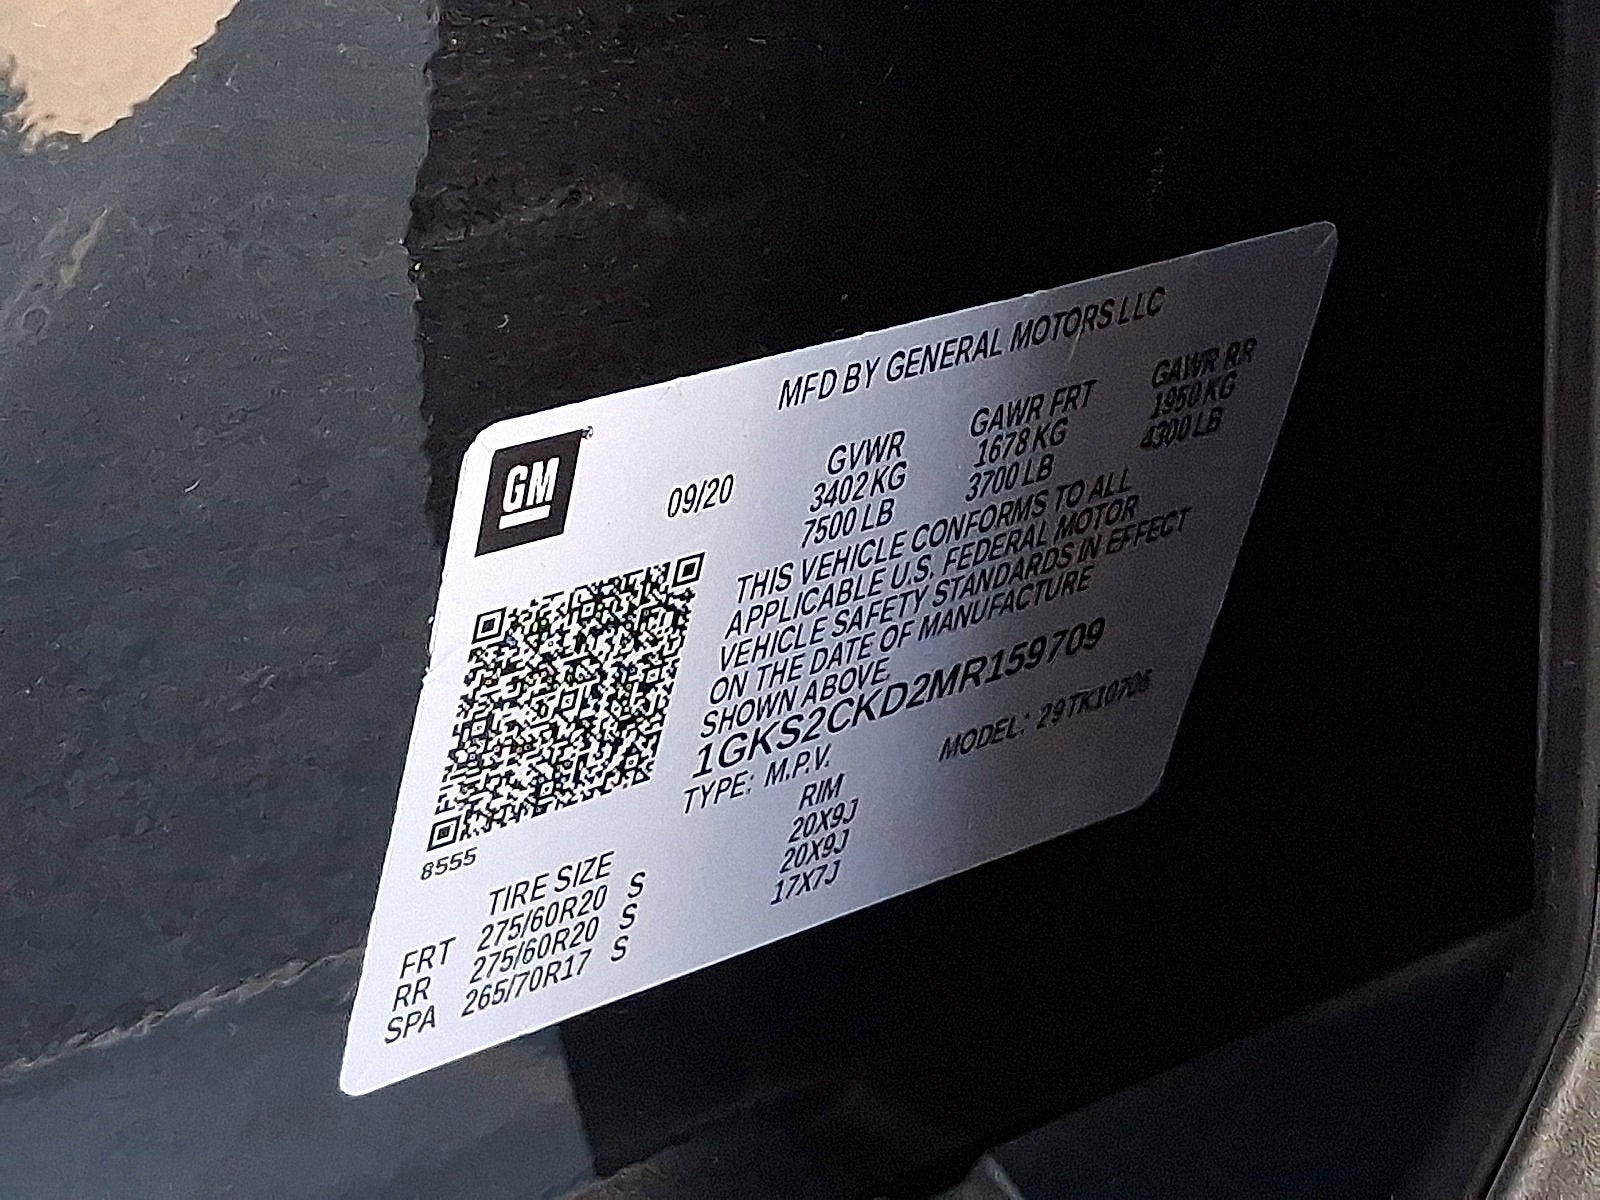 MFD BY GENERAL MOTORS LLC
GM
09/20
GVWR GAWR FRT GAWR RR
3402 KG 1678 KG 1950 KG
7500 LB 3700 LB 4300 LB
THIS VEHICLE CONFORMS TO ALL
APPLICABLE U.S. FEDERAL MOTOR
VEHICLE SAFETY STANDARDS IN EFFECT
ON THE DATE OF MANUFACTURE
SHOWN ABOVE.
1GKS2CKD2MR159709
TYPE: M.P.V. MODEL: 29TK10706
8555
TIRE SIZE RIM
FRT 275/60R20 S 20X9J
RR 275/60R20 S 20X9J
SPA 265/70R17 S 17X7J